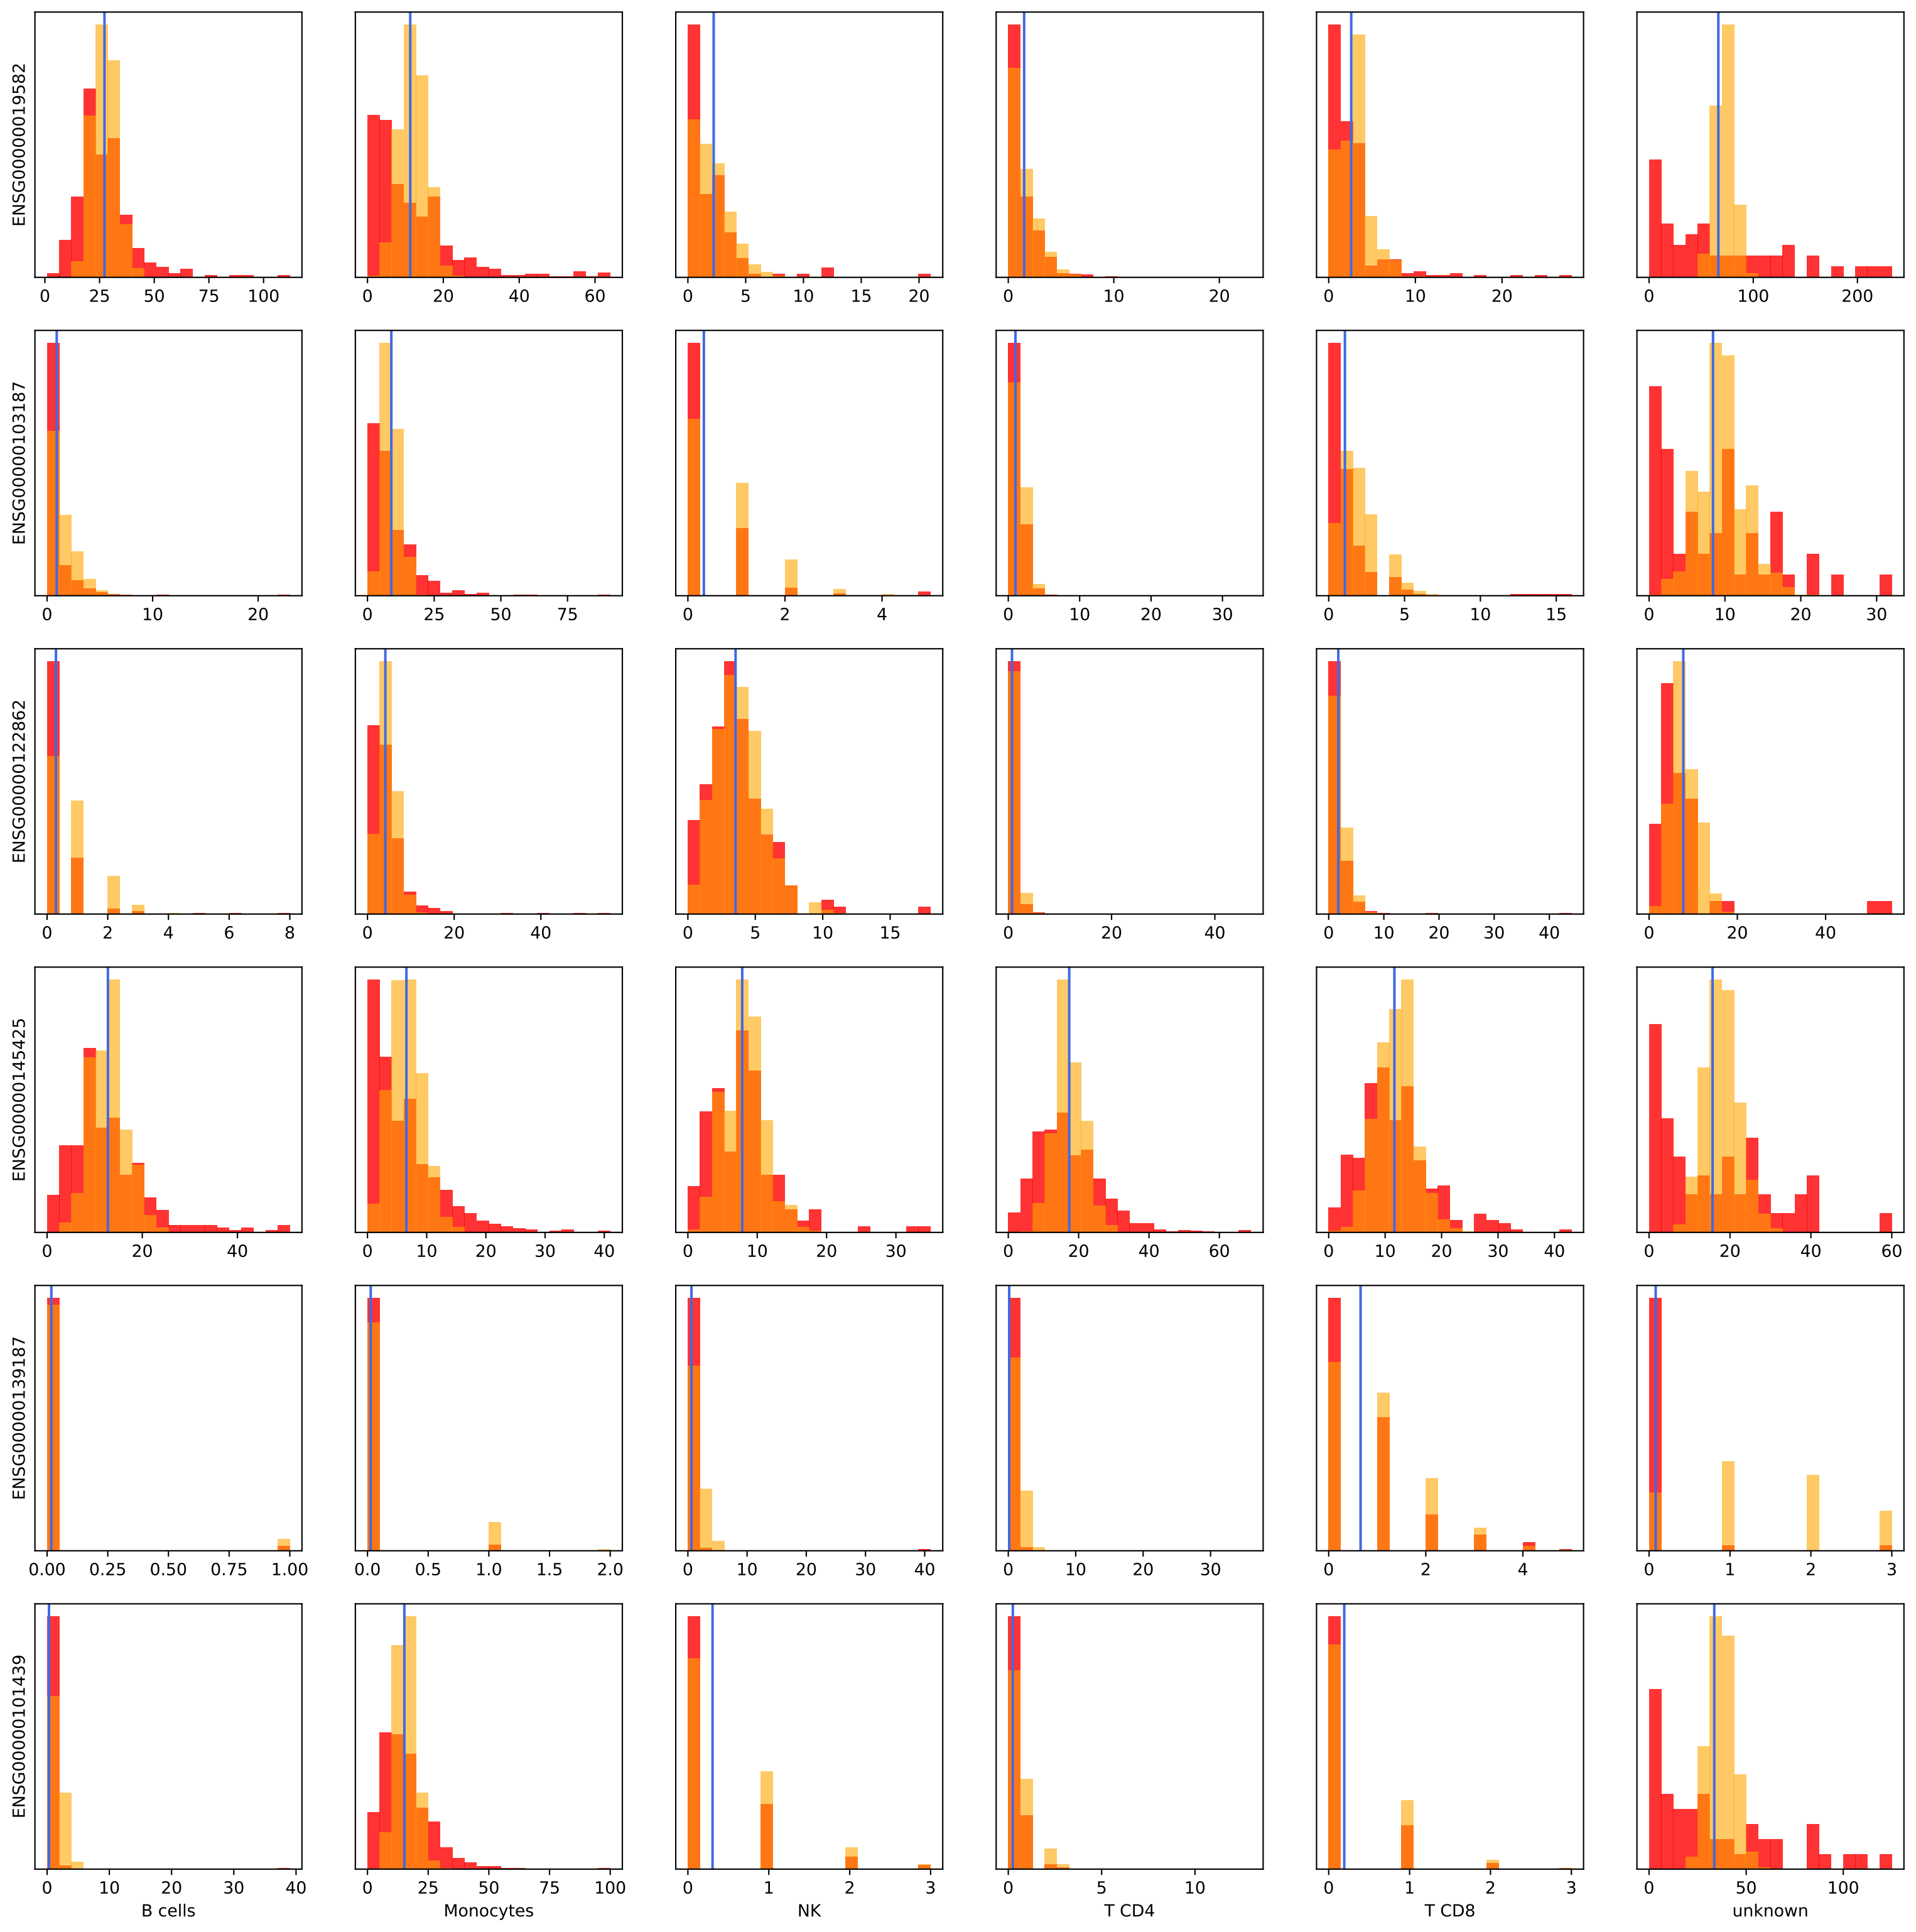 ENSG00000019582
0 25 50 75 100
0 20 40 60
0 5 10 15 20
0 10 20
0 10 20
0 100 200
ENSG00000103187
0 10 20
0 25 50 75
0 2 4
0 10 20 30
0 5 10 15
0 10 20 30
ENSG00000122862
0 2 4 6 8
0 20 40
0 5 10 15
0 20 40
0 10 20 30 40
0 20 40
ENSG00000145425
0 20 40
0 10 20 30 40
0 10 20 30
0 20 40 60
0 10 20 30 40
0 20 40 60
ENSG00000139187
0.00 0.25 0.50 0.75 1.00
0.0 0.5 1.0 1.5 2.0
0 10 20 30 40
0 10 20 30
0 2 4
0 1 2 3
ENSG00000101439
0 10 20 30 40
0 25 50 75 100
0 1 2 3
0 5 10
0 1 2 3
0 50 100
B cells
Monocytes
NK
T CD4
T CD8
unknown